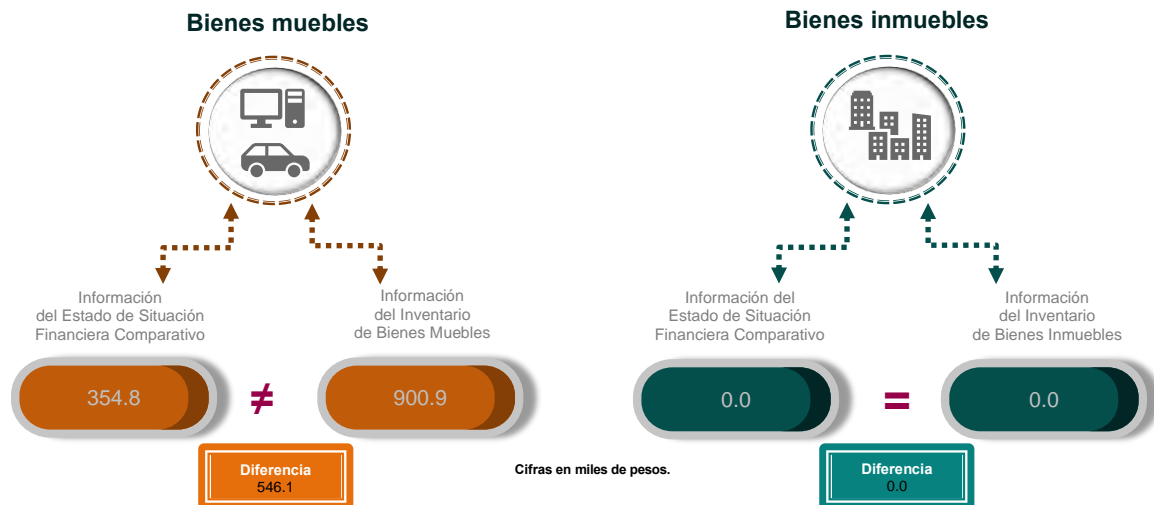 Bienes muebles
Información
del Estado de Situación
Financiera Comparativo
Información
del Inventario
de Bienes Muebles
354.8
≠
900.9
Diferencia
546.1
Cifras en miles de pesos.
Bienes inmuebles
Información del
Estado de Situación
Financiera Comparativo
Información
del Inventario
de Bienes Inmuebles
0.0
=
0.0
Diferencia
0.0